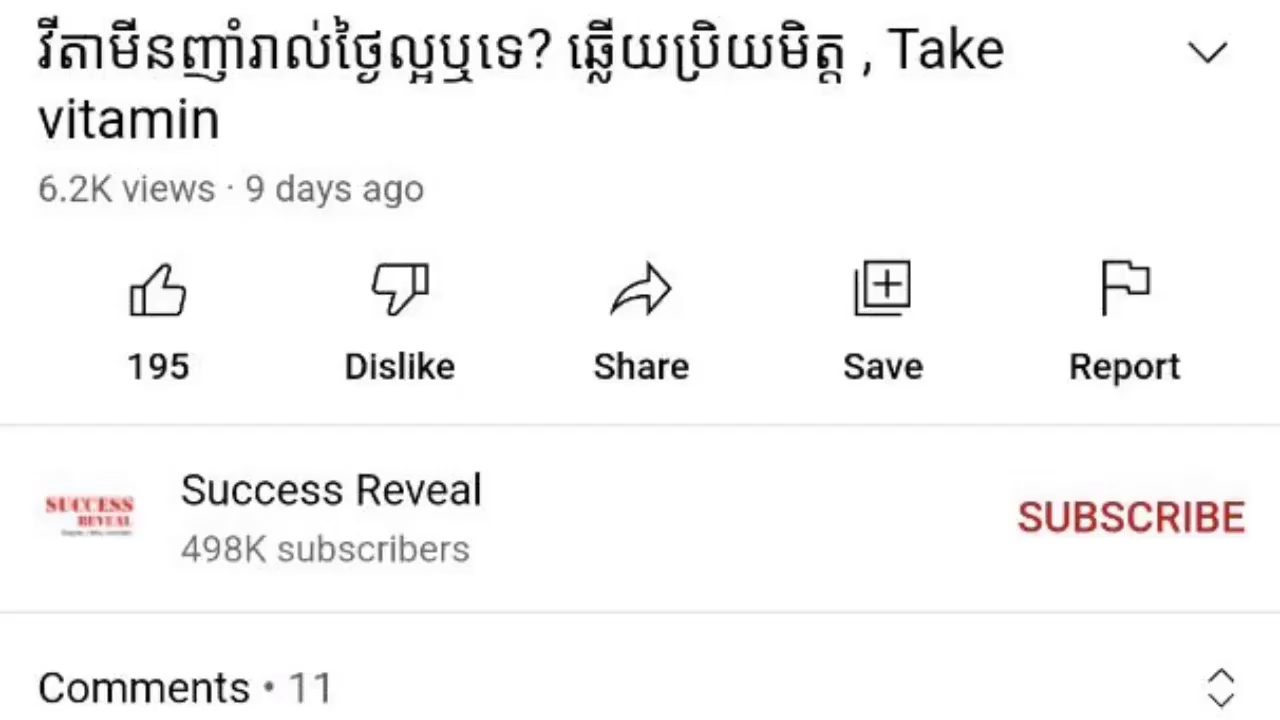 វីតាមីនញ៉ាំរាល់ថ្ងៃល្អឬទេ? ឆ្លើយប្រិយមិត្ត , Take
vitamin
6.2K views · 9 days ago
195
Dislike
Share
Save
Report
SUCCESS
REVEAL
Success Reveal
498K subscribers
SUBSCRIBE
Comments • 11